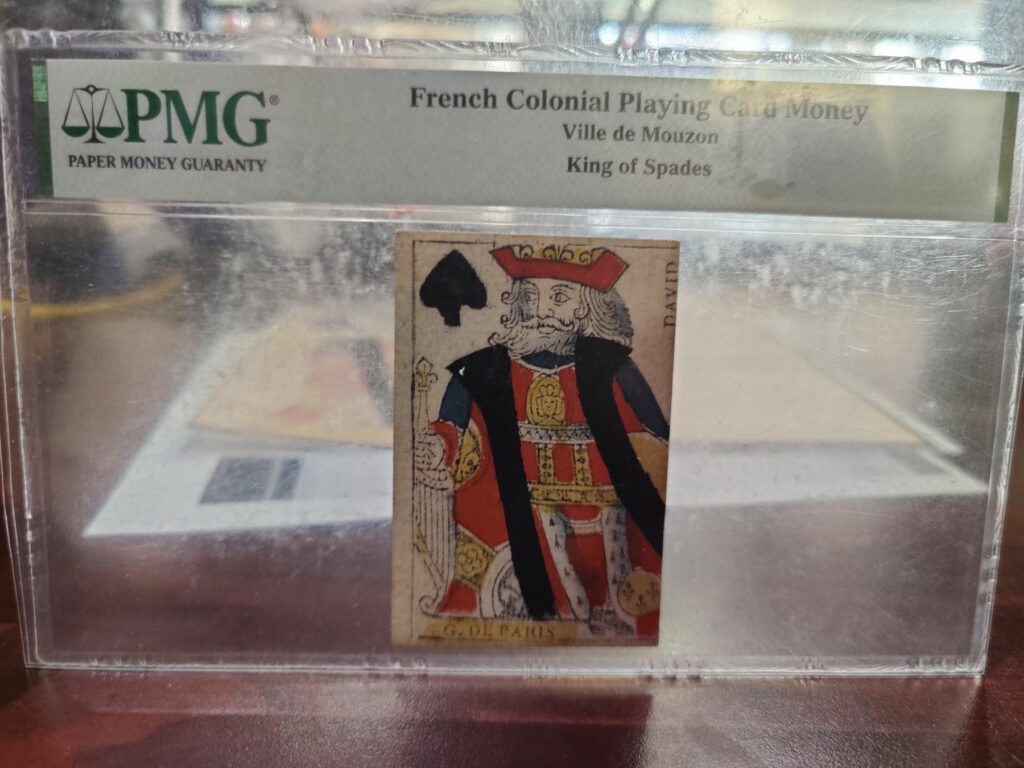 PMG®
PAPER MONEY GUARANTY
French Colonial Playing Card Money
Ville de Mouzon
King of Spades
DAVID
G. DE PARIS